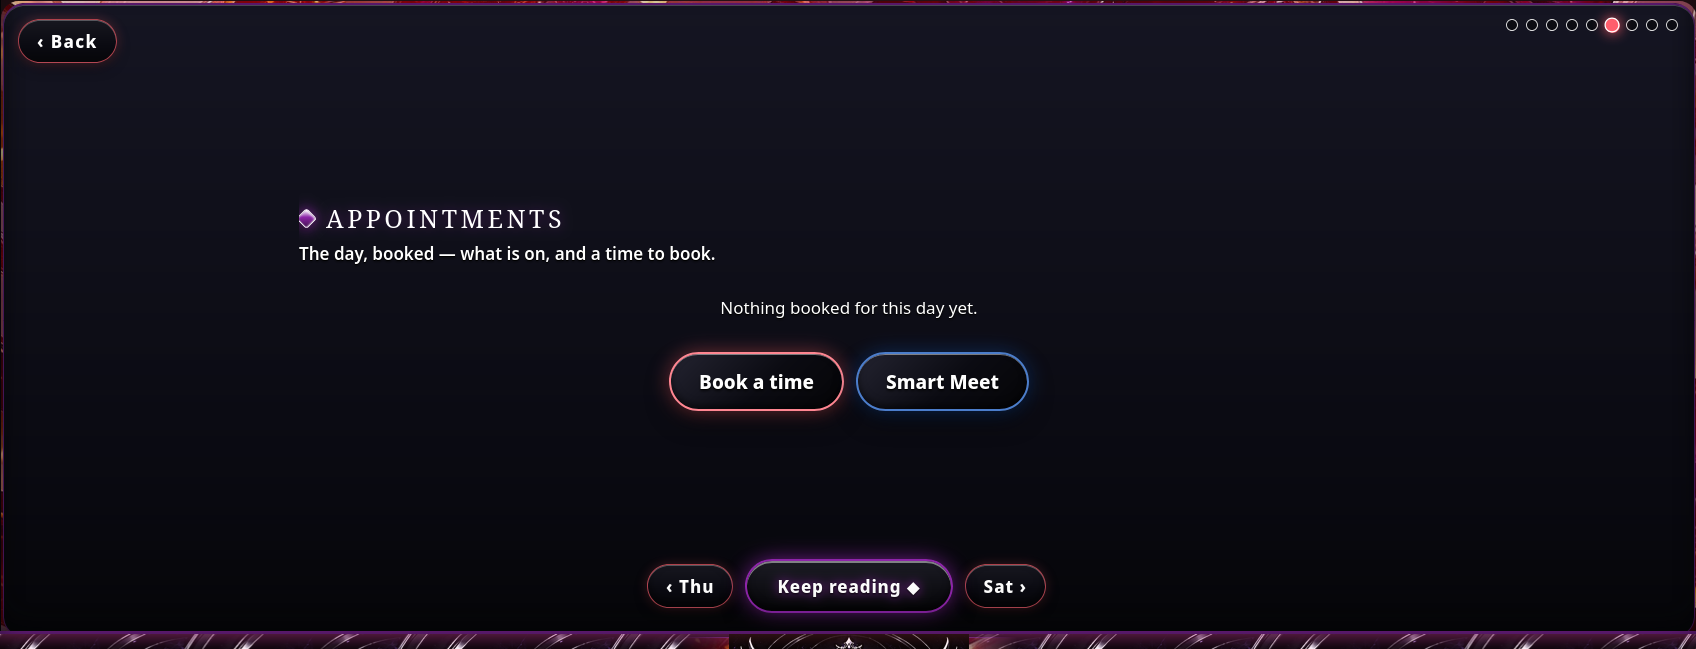 ‹ Back
APPOINTMENTS
The day, booked — what is on, and a time to book.
Nothing booked for this day yet.
Book a time
Smart Meet
‹ Thu
Keep reading ◆
Sat ›